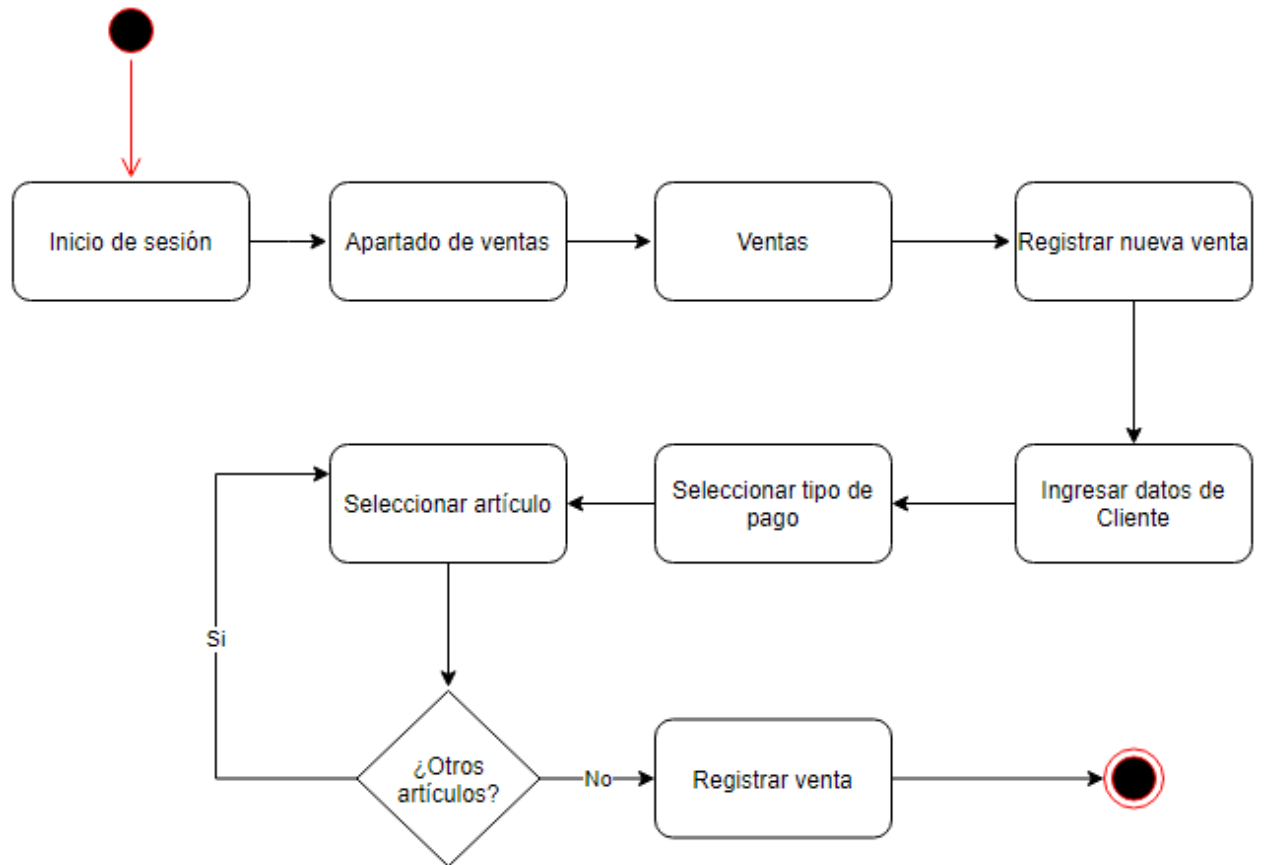 Inicio de sesión
Apartado de ventas
Ventas
Registrar nueva venta
Ingresar datos de
Cliente
Seleccionar tipo de
pago
Seleccionar artículo
Si
¿Otros
artículos?
No
Registrar venta